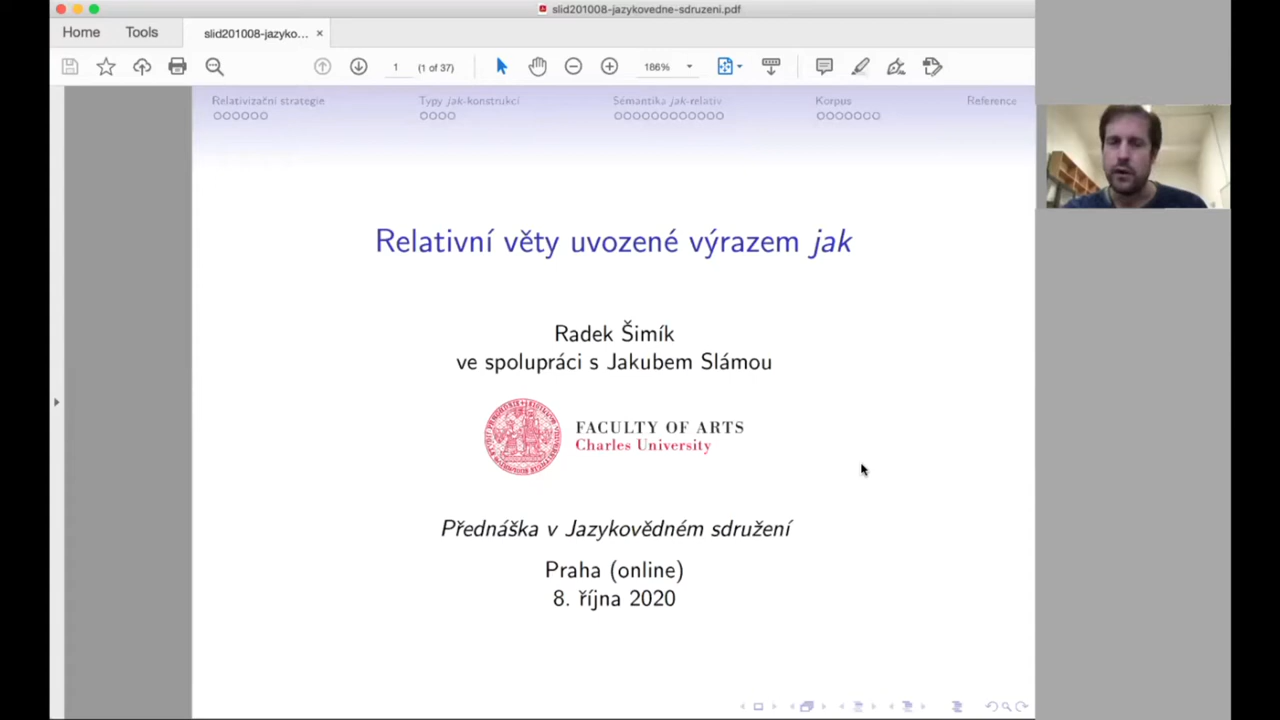 slid201008-jazykovedne-sdruzeni.pdf
Home Tools slid201008-jazyko... ×
1 (1 of 37) 186%
Relativizační strategie Typy jak-konstrukcí Sémantika jak-relativ Korpus Reference
Relativní věty uvozené výrazem jak
Radek Šimík
ve spolupráci s Jakubem Slámou
FACULTY OF ARTS
Charles University
Přednáška v Jazykovědném sdružení
Praha (online)
8. října 2020